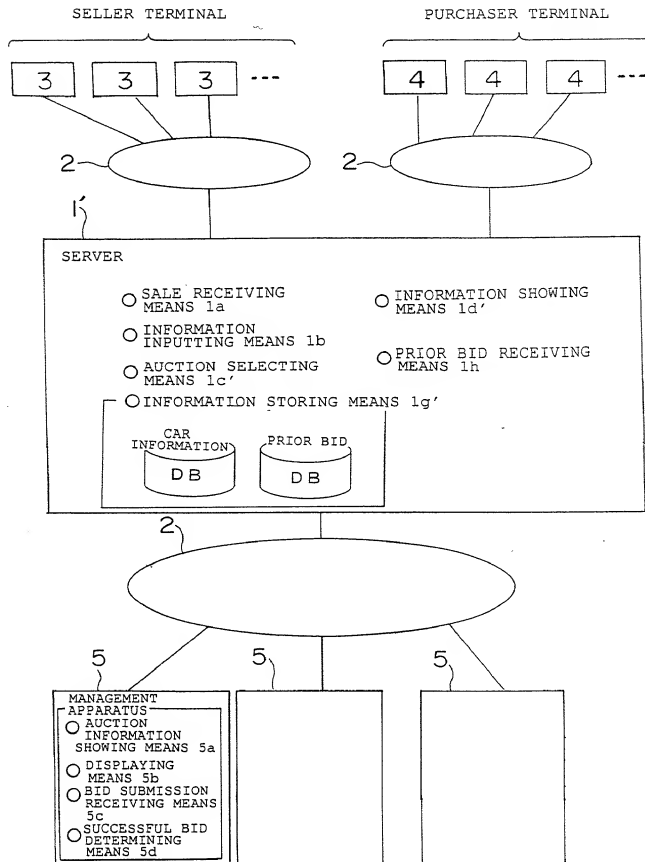 SELLER TERMINAL
PURCHASER TERMINAL
3 3 3 ---
4 4 4 ---
2
2
1'
SERVER
SALE RECEIVING
MEANS 1a
INFORMATION
INPUTTING MEANS 1b
AUCTION SELECTING
MEANS 1c'
INFORMATION STORING MEANS 1g'
INFORMATION SHOWING
MEANS 1d'
PRIOR BID RECEIVING
MEANS 1h
CAR
INFORMATION
DB
PRIOR BID
DB
2
5
5
5
MANAGEMENT
APPARATUS
AUCTION
INFORMATION
SHOWING MEANS 5a
DISPLAYING
MEANS 5b
BID SUBMISSION
RECEIVING MEANS
5c
SUCCESSFUL BID
DETERMINING
MEANS 5d